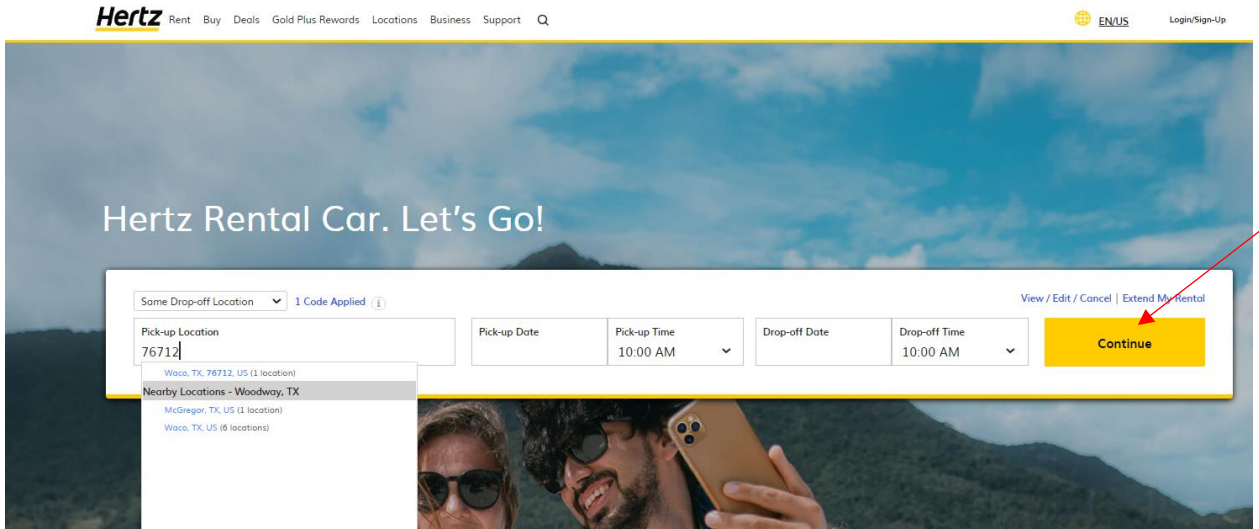 Hertz Rent Buy Deals Gold Plus Rewards Locations Business Support EN/US Login/Sign-Up
Hertz Rental Car. Let's Go!
Same Drop-off Location 1 Code Applied i View / Edit / Cancel | Extend My Rental
Pick-up Location Pick-up Date Pick-up Time Drop-off Date Drop-off Time
76712 10:00 AM 10:00 AM Continue
Waco, TX, 76712, US (1 location)
Nearby Locations - Woodway, TX
McGregor, TX, US (1 location)
Waco, TX, US (6 locations)